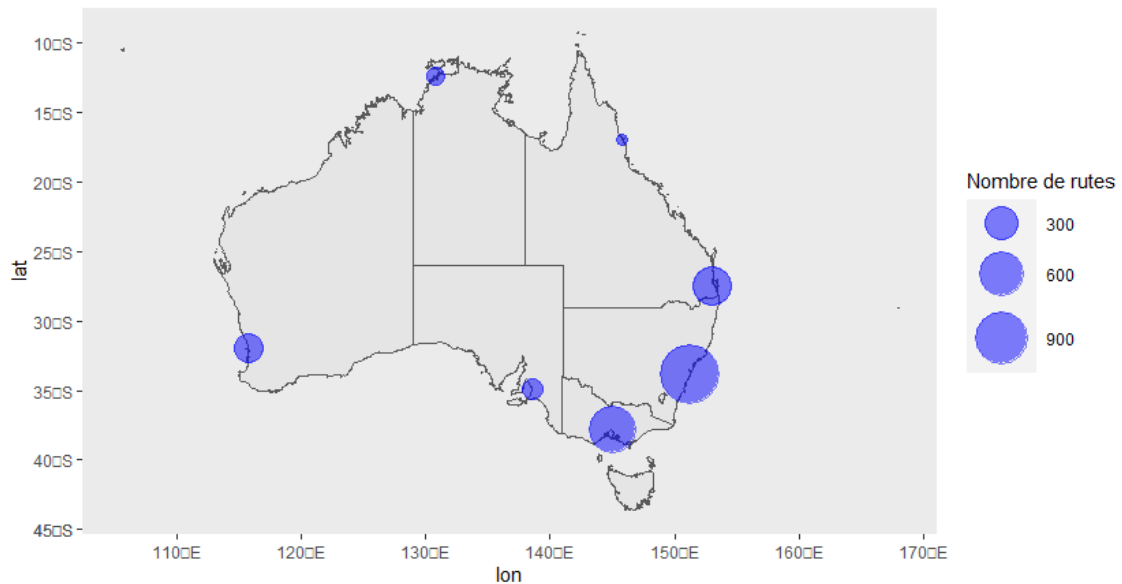 10□S
15□S
20□S
25□S
30□S
35□S
40□S
45□S
lat
110□E 120□E 130□E 140□E 150□E 160□E 170□E
lon
Nombre de rutes
300
600
900